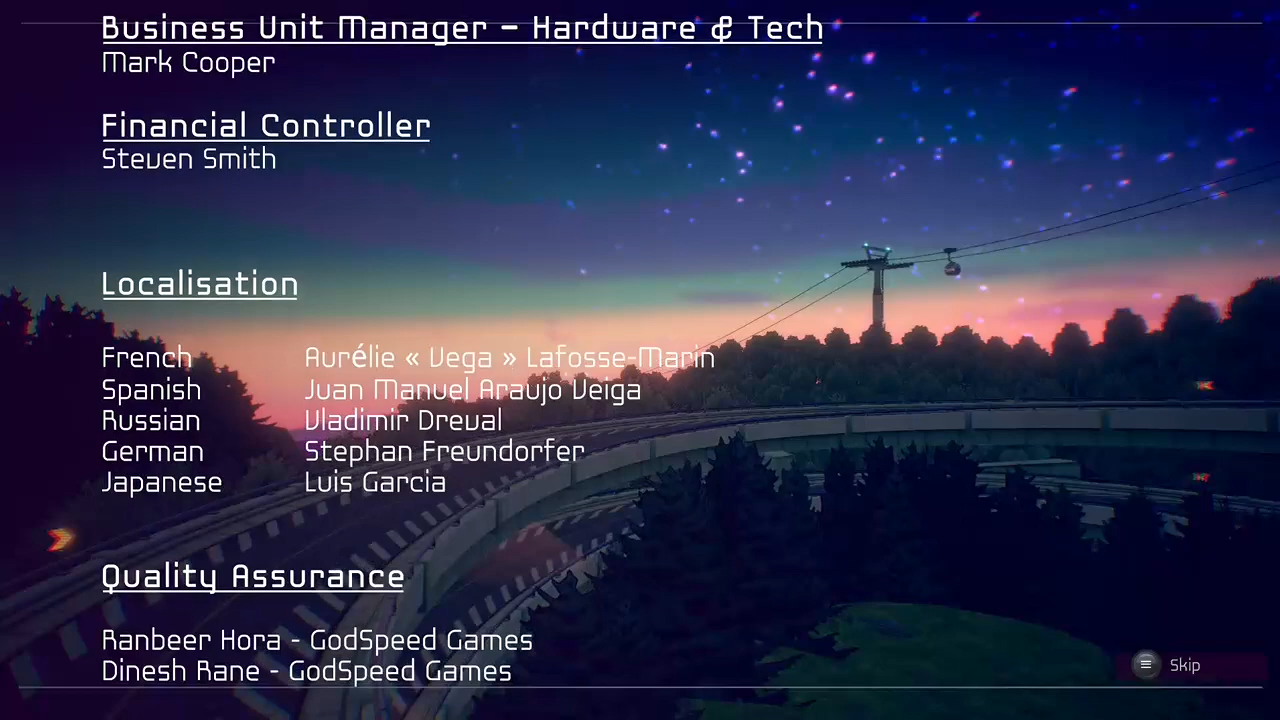 Business Unit Manager - Hardware & Tech
Mark Cooper
Financial Controller
Steven Smith
Localisation
French Aurélie « Vega » Lafosse-Marin
Spanish Juan Manuel Araujo Veiga
Russian Vladimir Dreval
German Stephan Freundorfer
Japanese Luis Garcia
Quality Assurance
Ranbeer Hora - GodSpeed Games
Dinesh Rane - GodSpeed Games
Skip